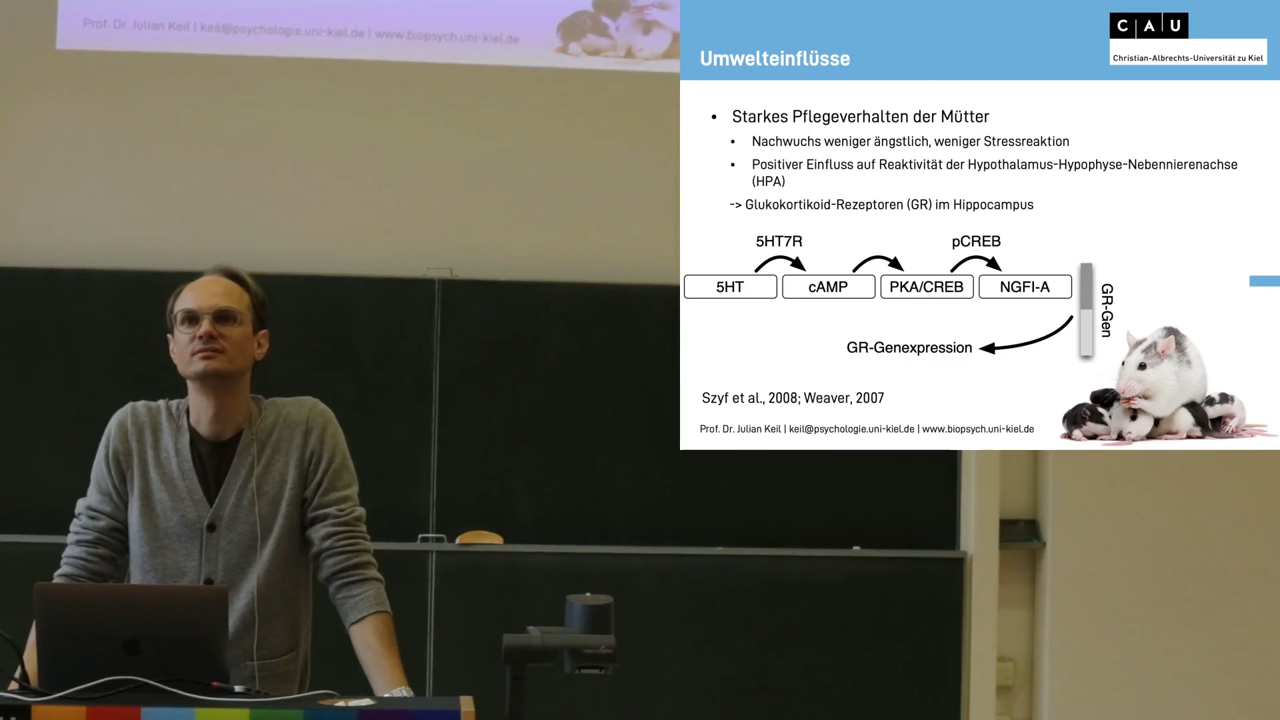 Prof. Dr. Julian Keil | keil@psychologie.uni-kiel.de | www.biopsych.uni-kiel.de
Umwelteinflüsse
C A U
Christian-Albrechts-Universität zu Kiel
• Starkes Pflegeverhalten der Mütter
• Nachwuchs weniger ängstlich, weniger Stressreaktion
• Positiver Einfluss auf Reaktivität der Hypothalamus-Hypophyse-Nebennierenachse
(HPA)
-> Glukokortikoid-Rezeptoren (GR) im Hippocampus
5HT7R
pCREB
5HT
cAMP
PKA/CREB
NGFI-A
GR-Gen
GR-Genexpression
Szyf et al., 2008; Weaver, 2007
Prof. Dr. Julian Keil | keil@psychologie.uni-kiel.de | www.biopsych.uni-kiel.de